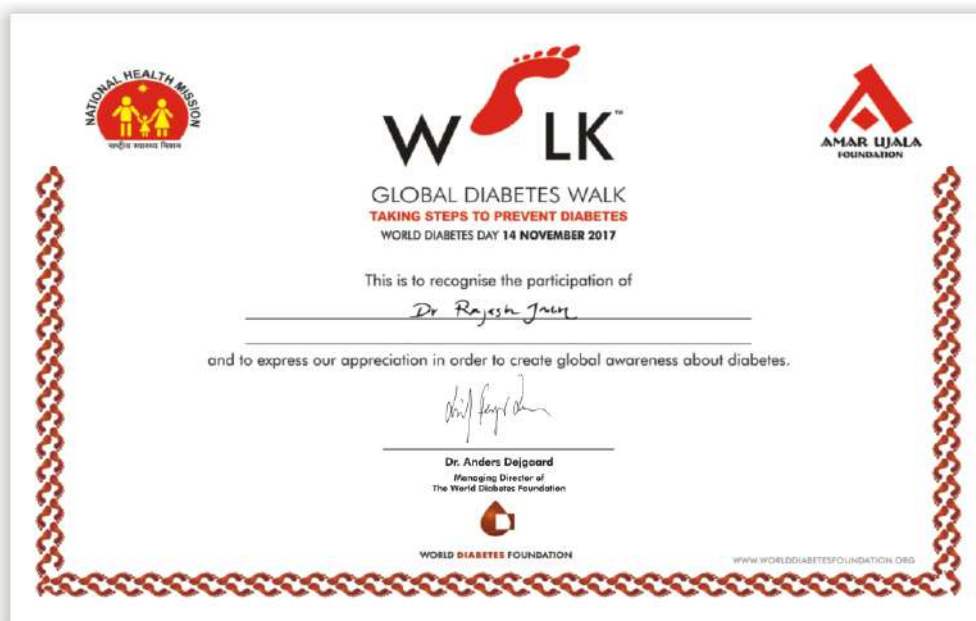 NATIONAL HEALTH MISSION
राष्ट्रीय स्वास्थ्य मिशन
W LK™
AMAR UJALA
FOUNDATION
GLOBAL DIABETES WALK
TAKING STEPS TO PREVENT DIABETES
WORLD DIABETES DAY 14 NOVEMBER 2017
This is to recognise the participation of
Dr Rajesh Jain
and to express our appreciation in order to create global awareness about diabetes.
Dr. Anders Dejgaard
Managing Director of
The World Diabetes Foundation
WORLD DIABETES FOUNDATION
WWW.WORLDDIABETESFOUNDATION.ORG